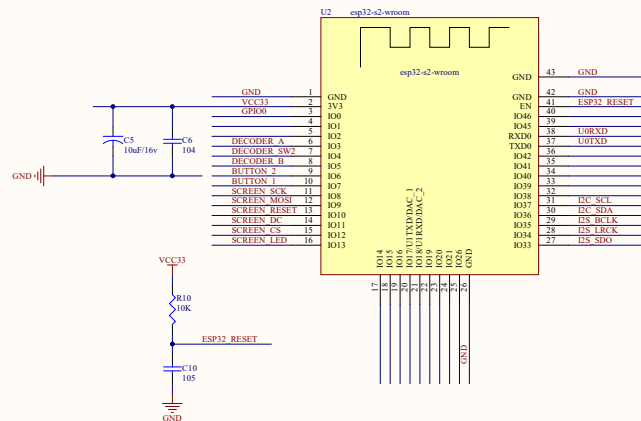 U2 esp32-s2-wroom
esp32-s2-wroom
GND 1 GND
VCC33 2 3V3
GPIO0 3 IO0
4 IO1
5 IO2
DECODER_A 6 IO3
DECODER_SW2 7 IO4
DECODER_B 8 IO5
BUTTON_2 9 IO6
BUTTON_1 10 IO7
SCREEN_SCK 11 IO8
SCREEN_MOSI 12 IO9
SCREEN_RESET 13 IO10
SCREEN_DC 14 IO11
SCREEN_CS 15 IO12
SCREEN_LED 16 IO13
GND 43 GND
GND 42 GND
EN 41 ESP32_RESET
IO46 40
IO45 39
RXD0 38 U0RXD
TXD0 37 U0TXD
IO42 36
IO41 35
IO40 34
IO39 33
IO38 32
IO37 31 I2C_SCL
IO36 30 I2C_SDA
IO35 29 I2S_BCLK
IO34 28 I2S_LRCK
IO33 27 I2S_SDO
IO14 17
IO15 18
IO16 19
IO17/U1TXD/DAC_1 20
IO18/U1RXD/DAC_2 21
IO19 22
IO20 23
IO21 24
IO26 25
GND 26 GND
C5
10uF/16v
C6
104
GND
VCC33
R10
10K
ESP32_RESET
C10
105
GND